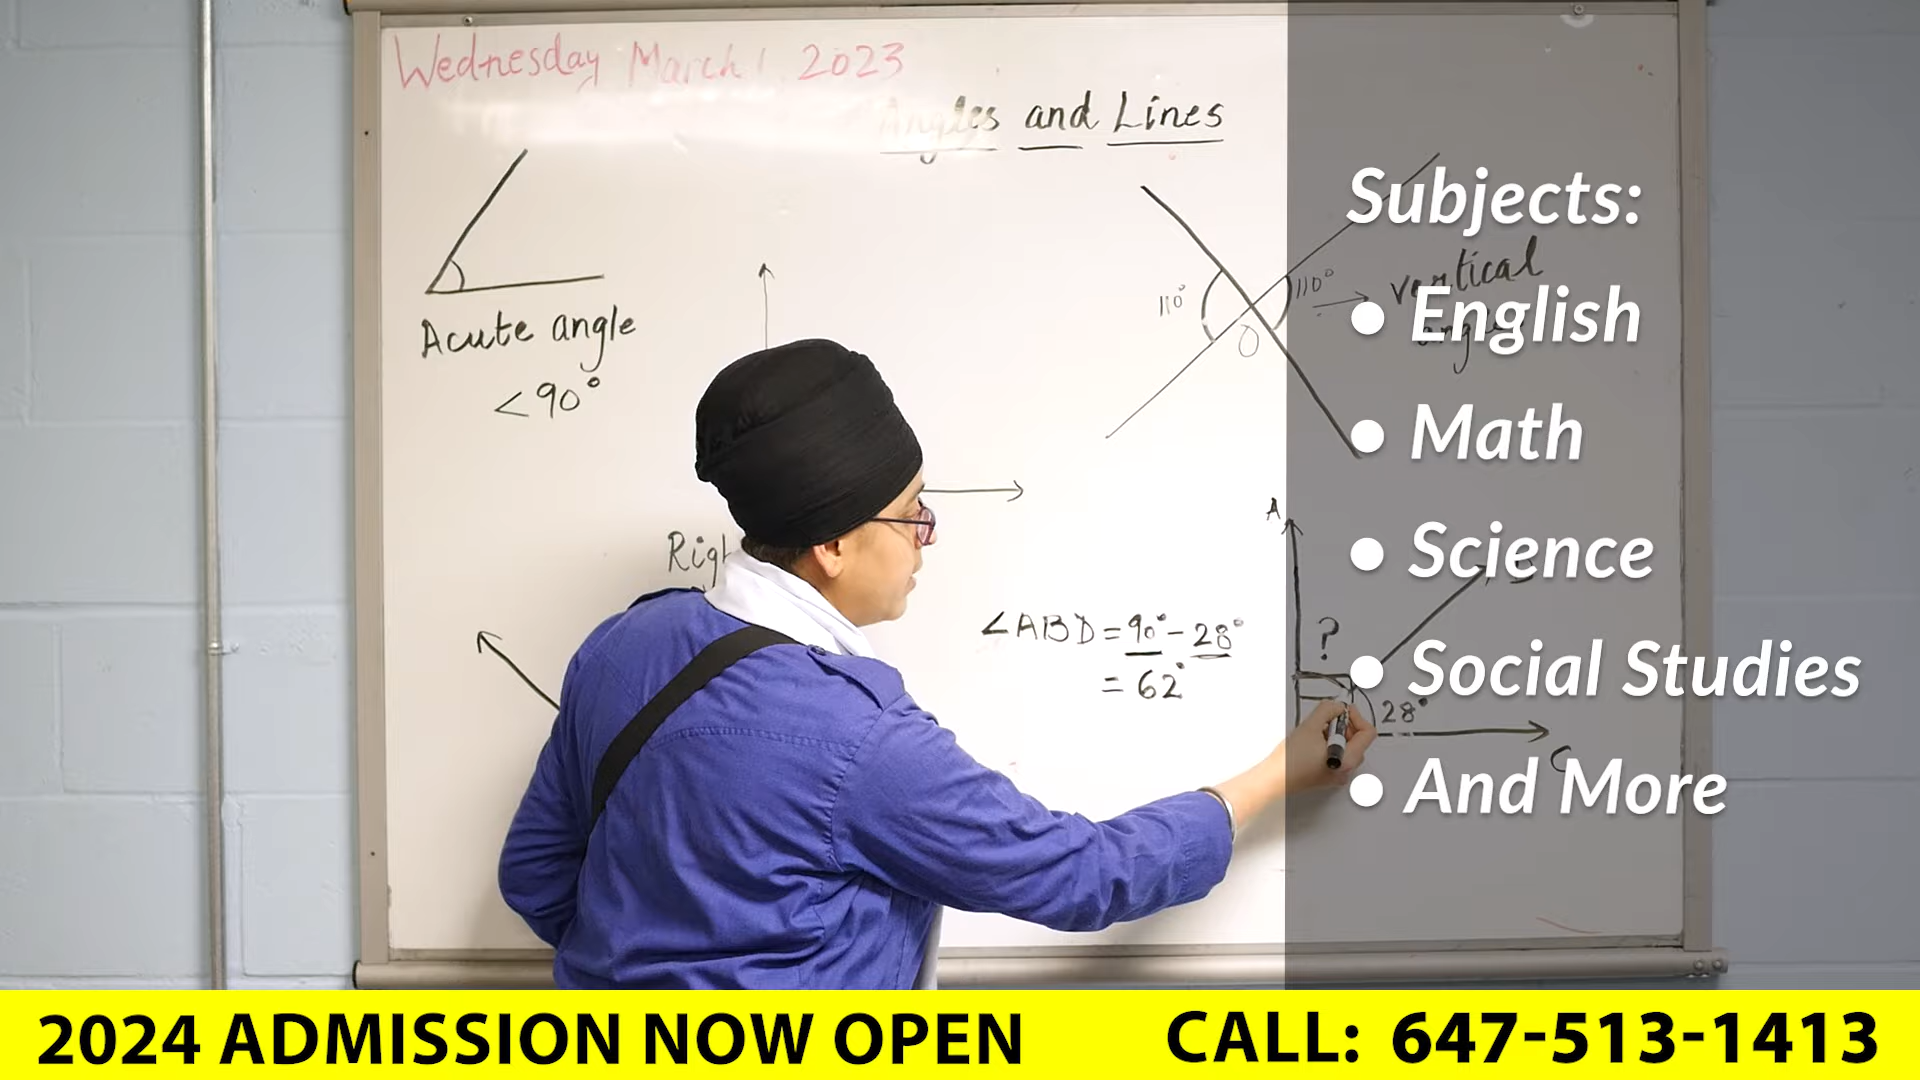 Wednesday March 1, 2023
Angles and Lines
Acute angle
<90°
110°
110°
vertical
O
A
Righ
∠ABD = 90° - 28°
= 62°
?
28°
C
Subjects:
• English
• Math
• Science
• Social Studies
• And More
2024 ADMISSION NOW OPEN
CALL: 647-513-1413